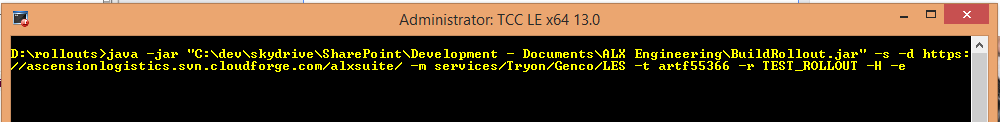 Administrator: TCC LE x64 13.0
D:\rollouts>java -jar "C:\dev\skydrive\SharePoint\Development - Documents\ALX Engineering\BuildRollout.jar" -s -d https:
//ascensionlogistics.svn.cloudforge.com/alxsuite/ -m services/Tryon/Genco/LES -t artf55366 -r TEST_ROLLOUT -H -e